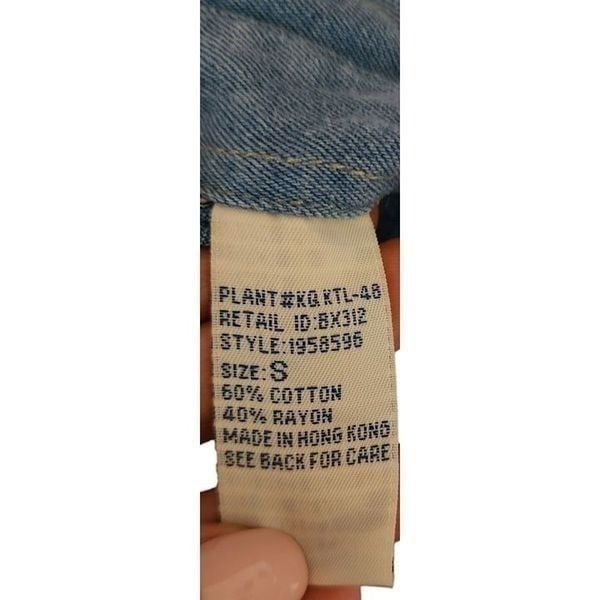 PLANT#KQ KTL-48
RETAIL ID:BX312
STYLE:1958596
SIZE:S
60% COTTON
40% RAYON
MADE IN HONG KONG
SEE BACK FOR CARE